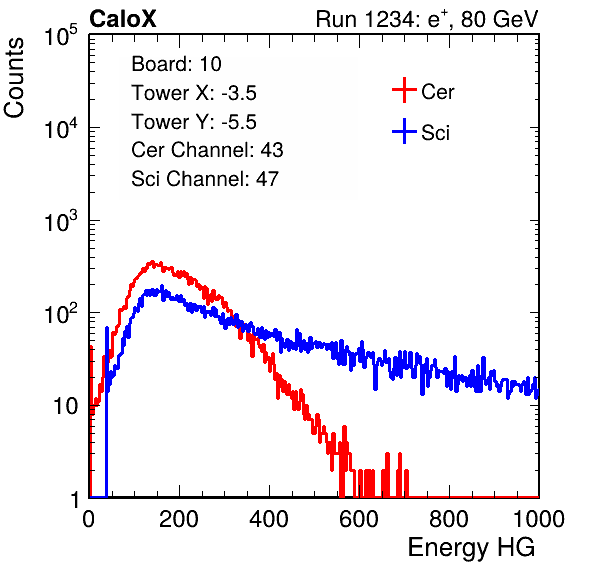 CaloX Run 1234: e⁺, 80 GeV
Counts
10⁵
10⁴
10³
10²
10
1
Board: 10
Tower X: -3.5
Tower Y: -5.5
Cer Channel: 43
Sci Channel: 47
Cer
Sci
0 200 400 600 800 1000
Energy HG